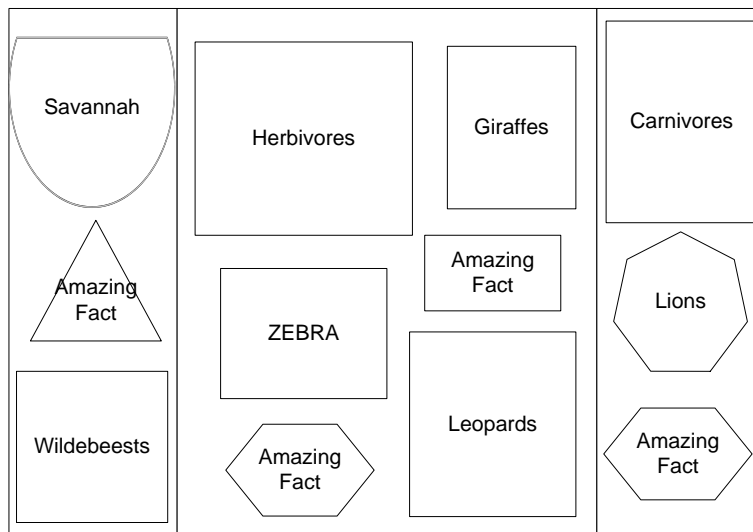 Savannah
Amazing
Fact
Wildebeests
Herbivores
Giraffes
Amazing
Fact
ZEBRA
Leopards
Amazing
Fact
Carnivores
Lions
Amazing
Fact